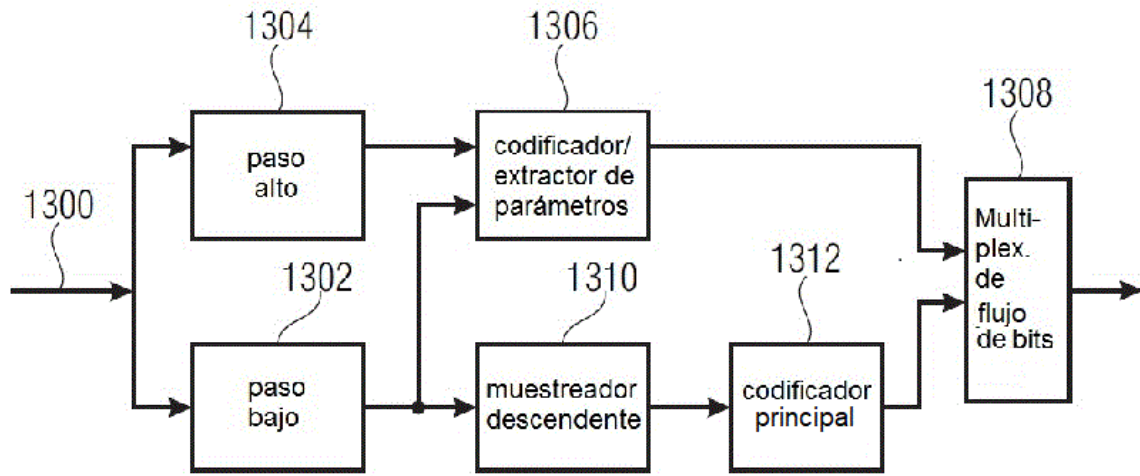 1304
1306
1308
paso
alto
codificador/
extractor de
parámetros
1300
Multi-
plex.
de
flujo
de bits
1302
1310
1312
paso
bajo
muestreador
descendente
codificador
principal